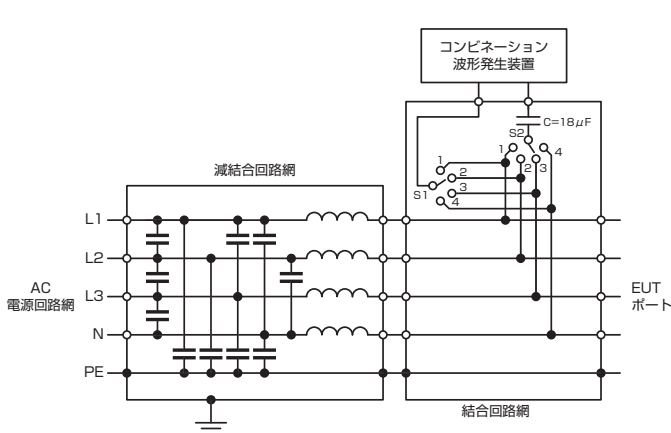 コンビネーション
波形発生装置
C=18μF
S2
1
4
2
3
減結合回路網
1
2
3
4
S1
L1
L2
L3
N
PE
AC
電源回路網
EUT
ポート
結合回路網